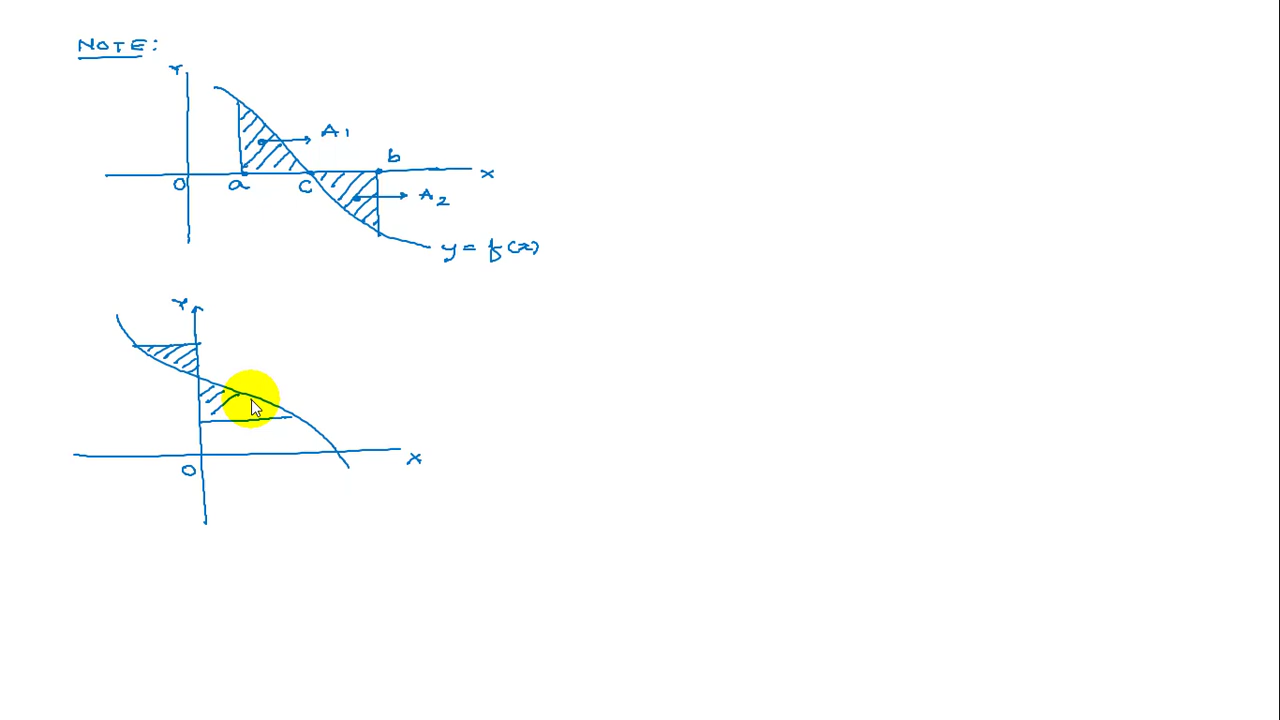 NOTE:
Y
A1
b
O a C X
A2
y = f(x)
Y
O X